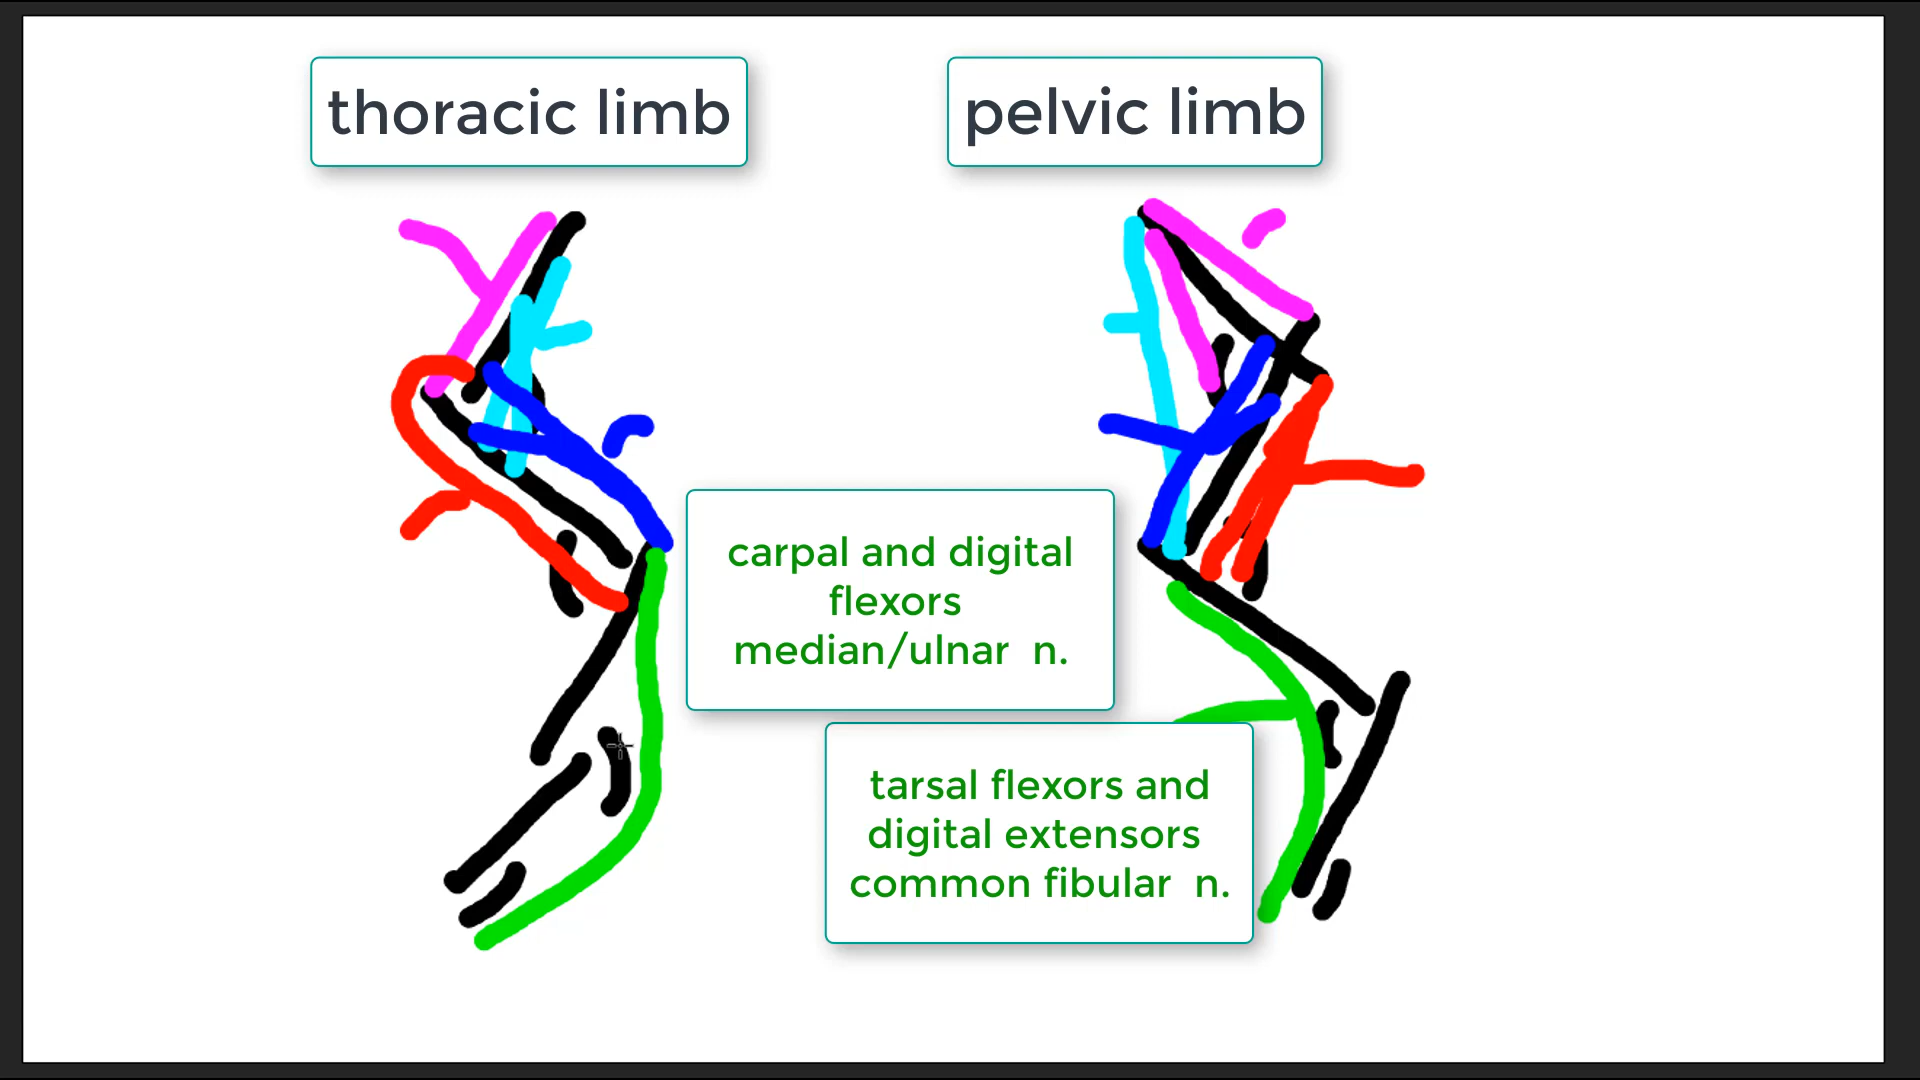 thoracic limb
pelvic limb
carpal and digital
flexors
median/ulnar n.
tarsal flexors and
digital extensors
common fibular n.